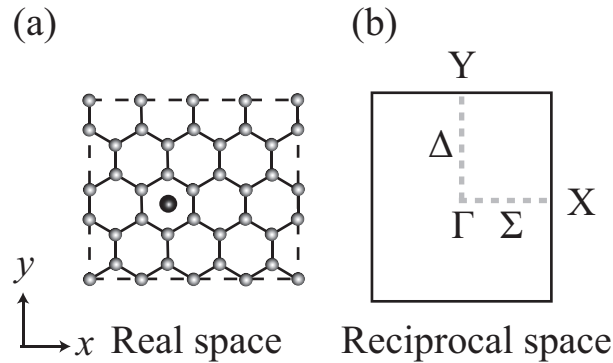 (a)
(b)
Y
Δ
Γ
Σ
X
y
x
Real space
Reciprocal space